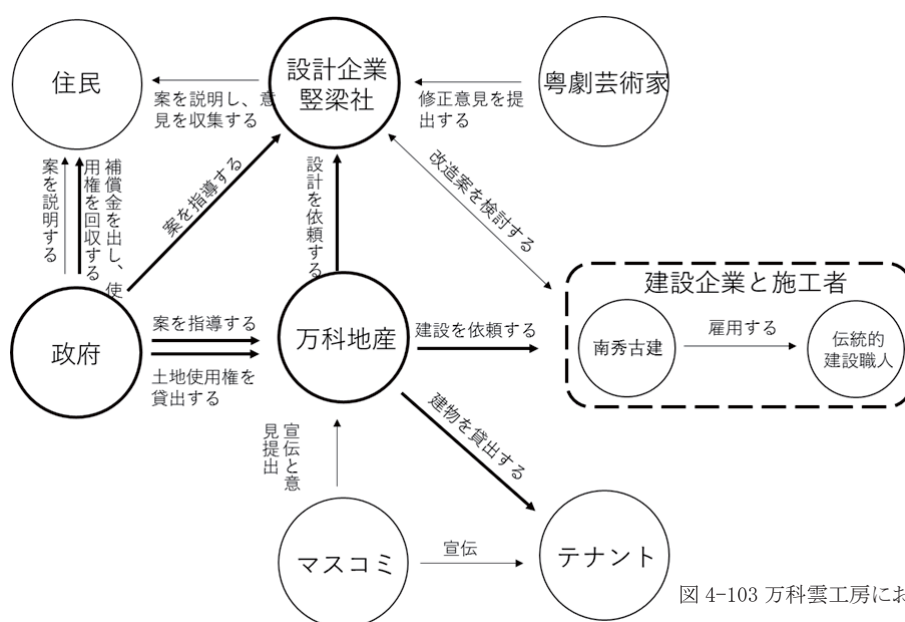 住民
設計企業
竪梁社
粤劇芸術家
案を説明し、意
見を収集する
修正意見を提
出する
案を説明する
補償金を出し、使
用権を回収する
案を指導する
設計を依頼する
改造案を検討する
建設企業と施工者
政府
案を指導する
土地使用権を
貸出する
万科地産
建設を依頼する
南秀古建
雇用する
伝統的
建設職人
宣伝と意
見提出
建物を貸出する
マスコミ
宣伝
テナント
図 4-103 万科雲工房にお